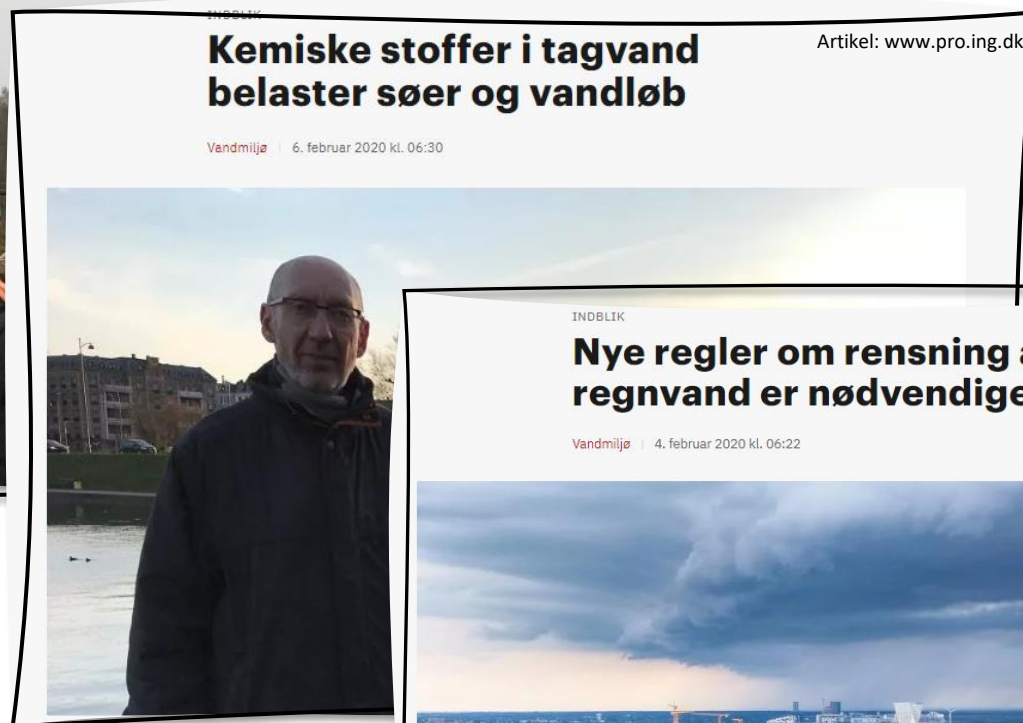 INDBLIK
Kemiske stoffer i tagvand
belaster søer og vandløb
Artikel: www.pro.ing.dk
Vandmiljø | 6. februar 2020 kl. 06:30
INDBLIK
Nye regler om rensning
regnvand er nødvendige
Vandmiljø | 4. februar 2020 kl. 06:22